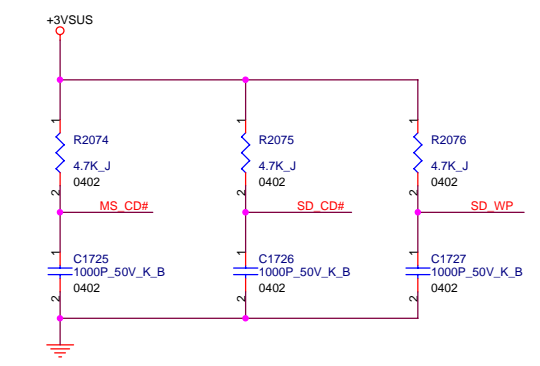 +3VSUS
1
R2074
4.7K_J
0402
2
MS_CD#
1
C1725
1000P_50V_K_B
0402
2
1
R2075
4.7K_J
0402
2
SD_CD#
1
C1726
1000P_50V_K_B
0402
2
1
R2076
4.7K_J
0402
2
SD_WP
1
C1727
1000P_50V_K_B
0402
2